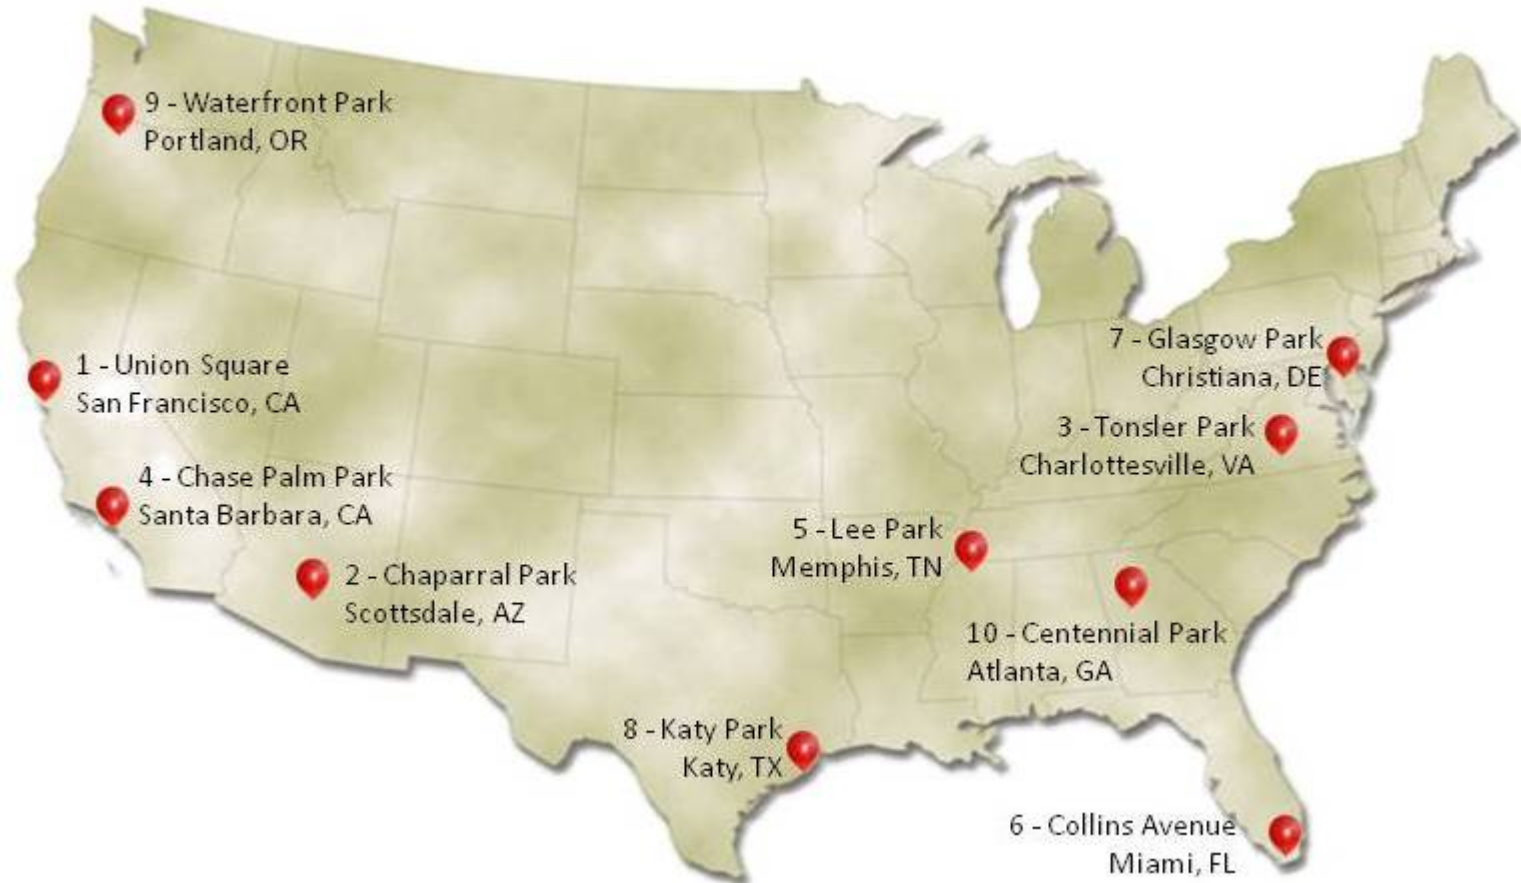 9 - Waterfront Park
Portland, OR
7 - Glasgow Park
Christiana, DE
1 - Union Square
San Francisco, CA
3 - Tonsler Park
Charlottesville, VA
4 - Chase Palm Park
Santa Barbara, CA
5 - Lee Park
Memphis, TN
2 - Chaparral Park
Scottsdale, AZ
10 - Centennial Park
Atlanta, GA
8 - Katy Park
Katy, TX
6 - Collins Avenue
Miami, FL